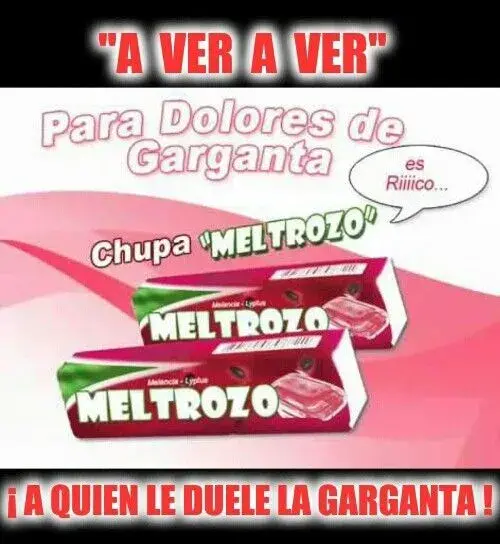 "A VER A VER"
Para Dolores de
Garganta
es
Riiiico...
Chupa "MELTROZO"
Melancia - Lyptus
MELTROZO
Melancia - Lyptus
MELTROZO
¡ A QUIEN LE DUELE LA GARGANTA !